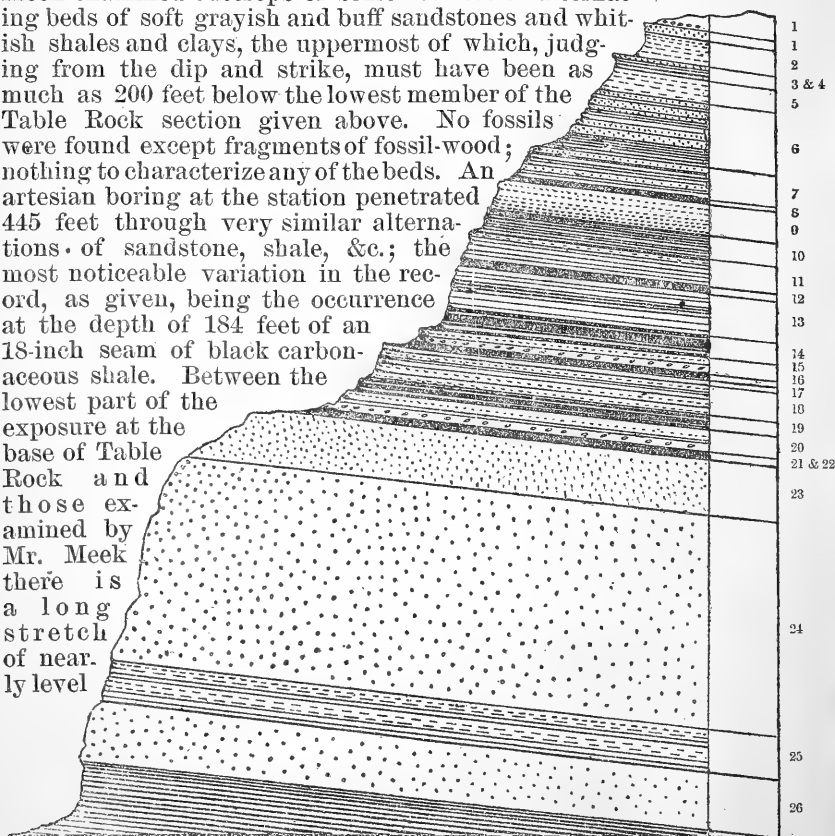 ing beds of soft grayish and buff sandstones and whit-
ish shales and clays, the uppermost of which, judg-
ing from the dip and strike, must have been as
much as 200 feet below the lowest member of the
Table Rock section given above. No fossils
were found except fragments of fossil-wood;
nothing to characterize any of the beds. An
artesian boring at the station penetrated
445 feet through very similar alterna-
tions of sandstone, shale, &c.; the
most noticeable variation in the rec-
ord, as given, being the occurrence
at the depth of 184 feet of an
18-inch seam of black carbon-
aceous shale. Between the
lowest part of the
exposure at the
base of Table
Rock and
those ex-
amined by
Mr. Meek
there is
a long
stretch
of near-
ly level
1
1
2
3 & 4
5
6
7
8
9
10
11
12
13
14
15
16
17
18
19
20
21 & 22
23
24
25
26